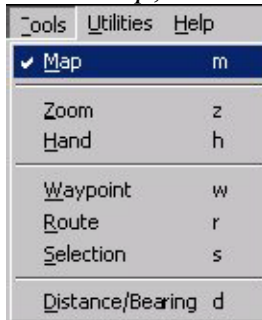 Tools Utilities Help
Map m
Zoom z
Hand h
Waypoint w
Route r
Selection s
Distance/Bearing d